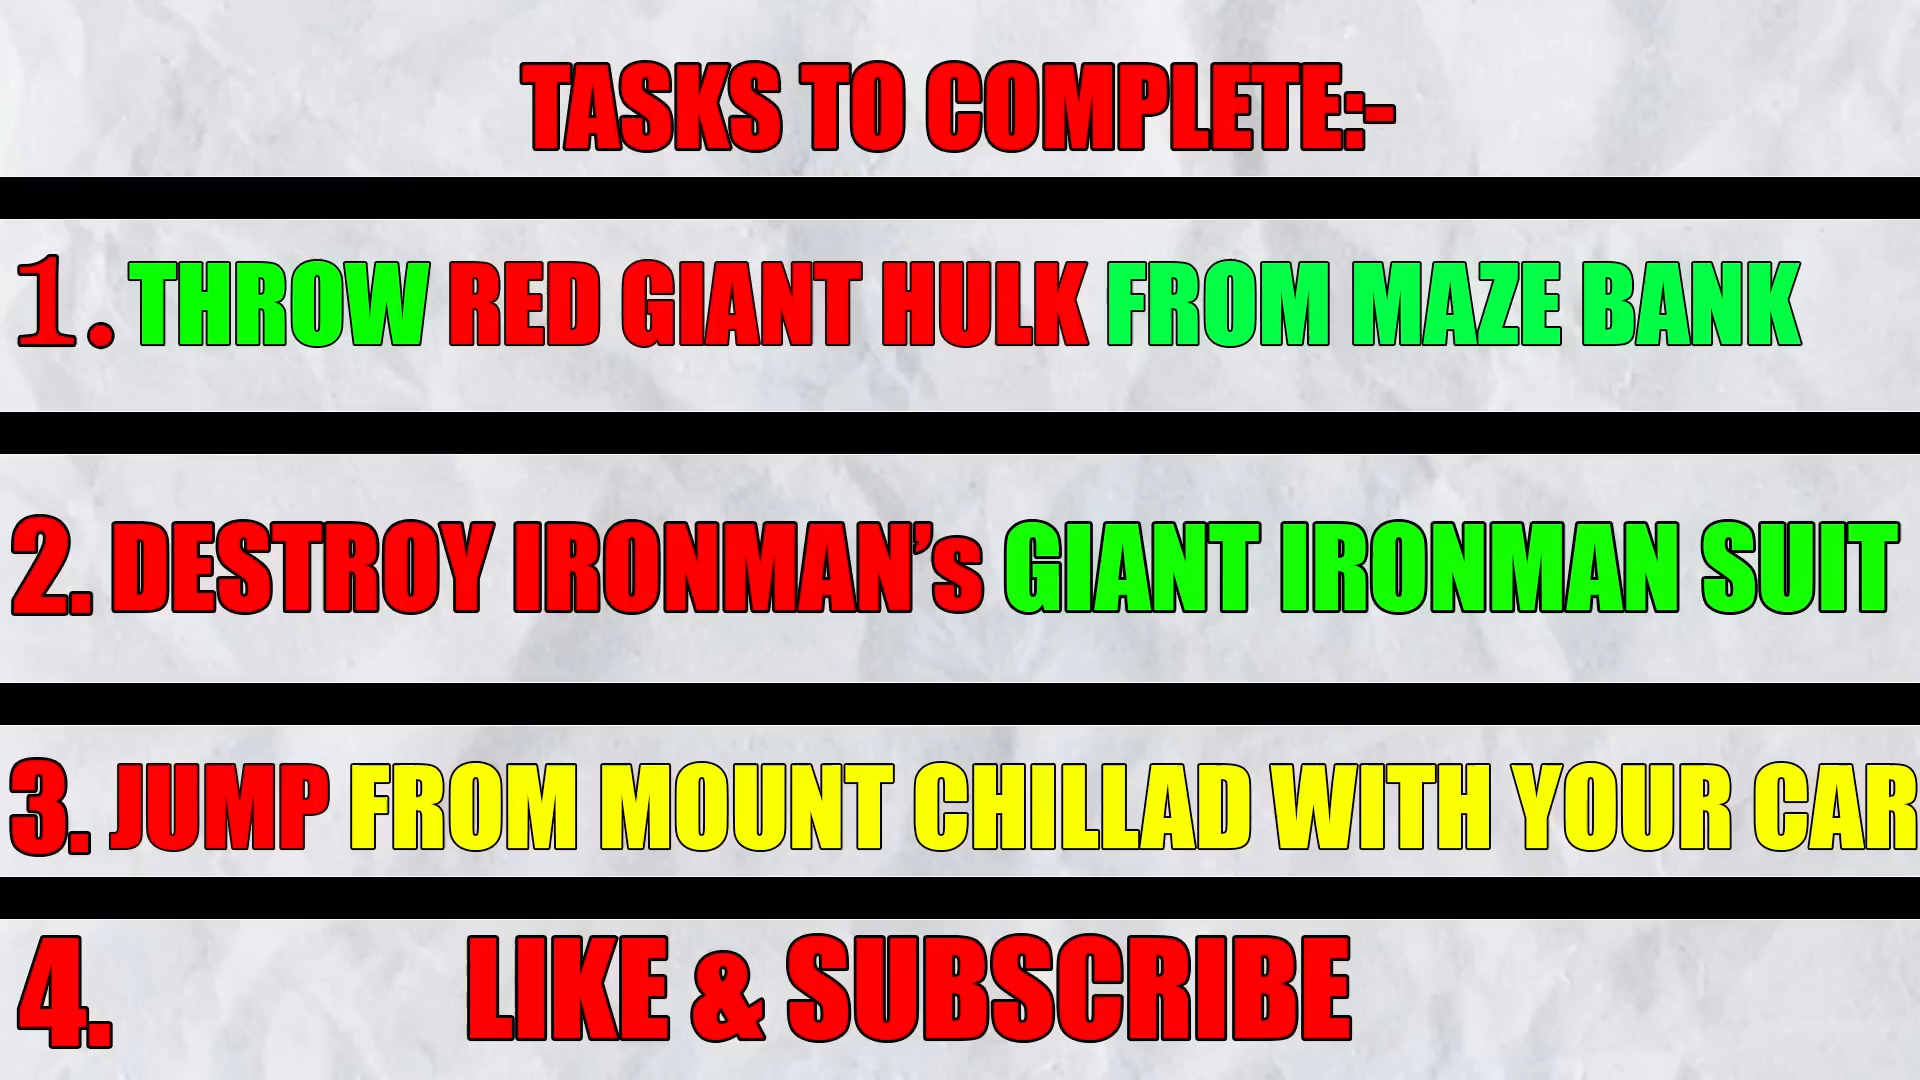 TASKS TO COMPLETE:-
1. THROW RED GIANT HULK FROM MAZE BANK
2. DESTROY IRONMAN’s GIANT IRONMAN SUIT
3. JUMP FROM MOUNT CHILLAD WITH YOUR CAR
4. LIKE & SUBSCRIBE